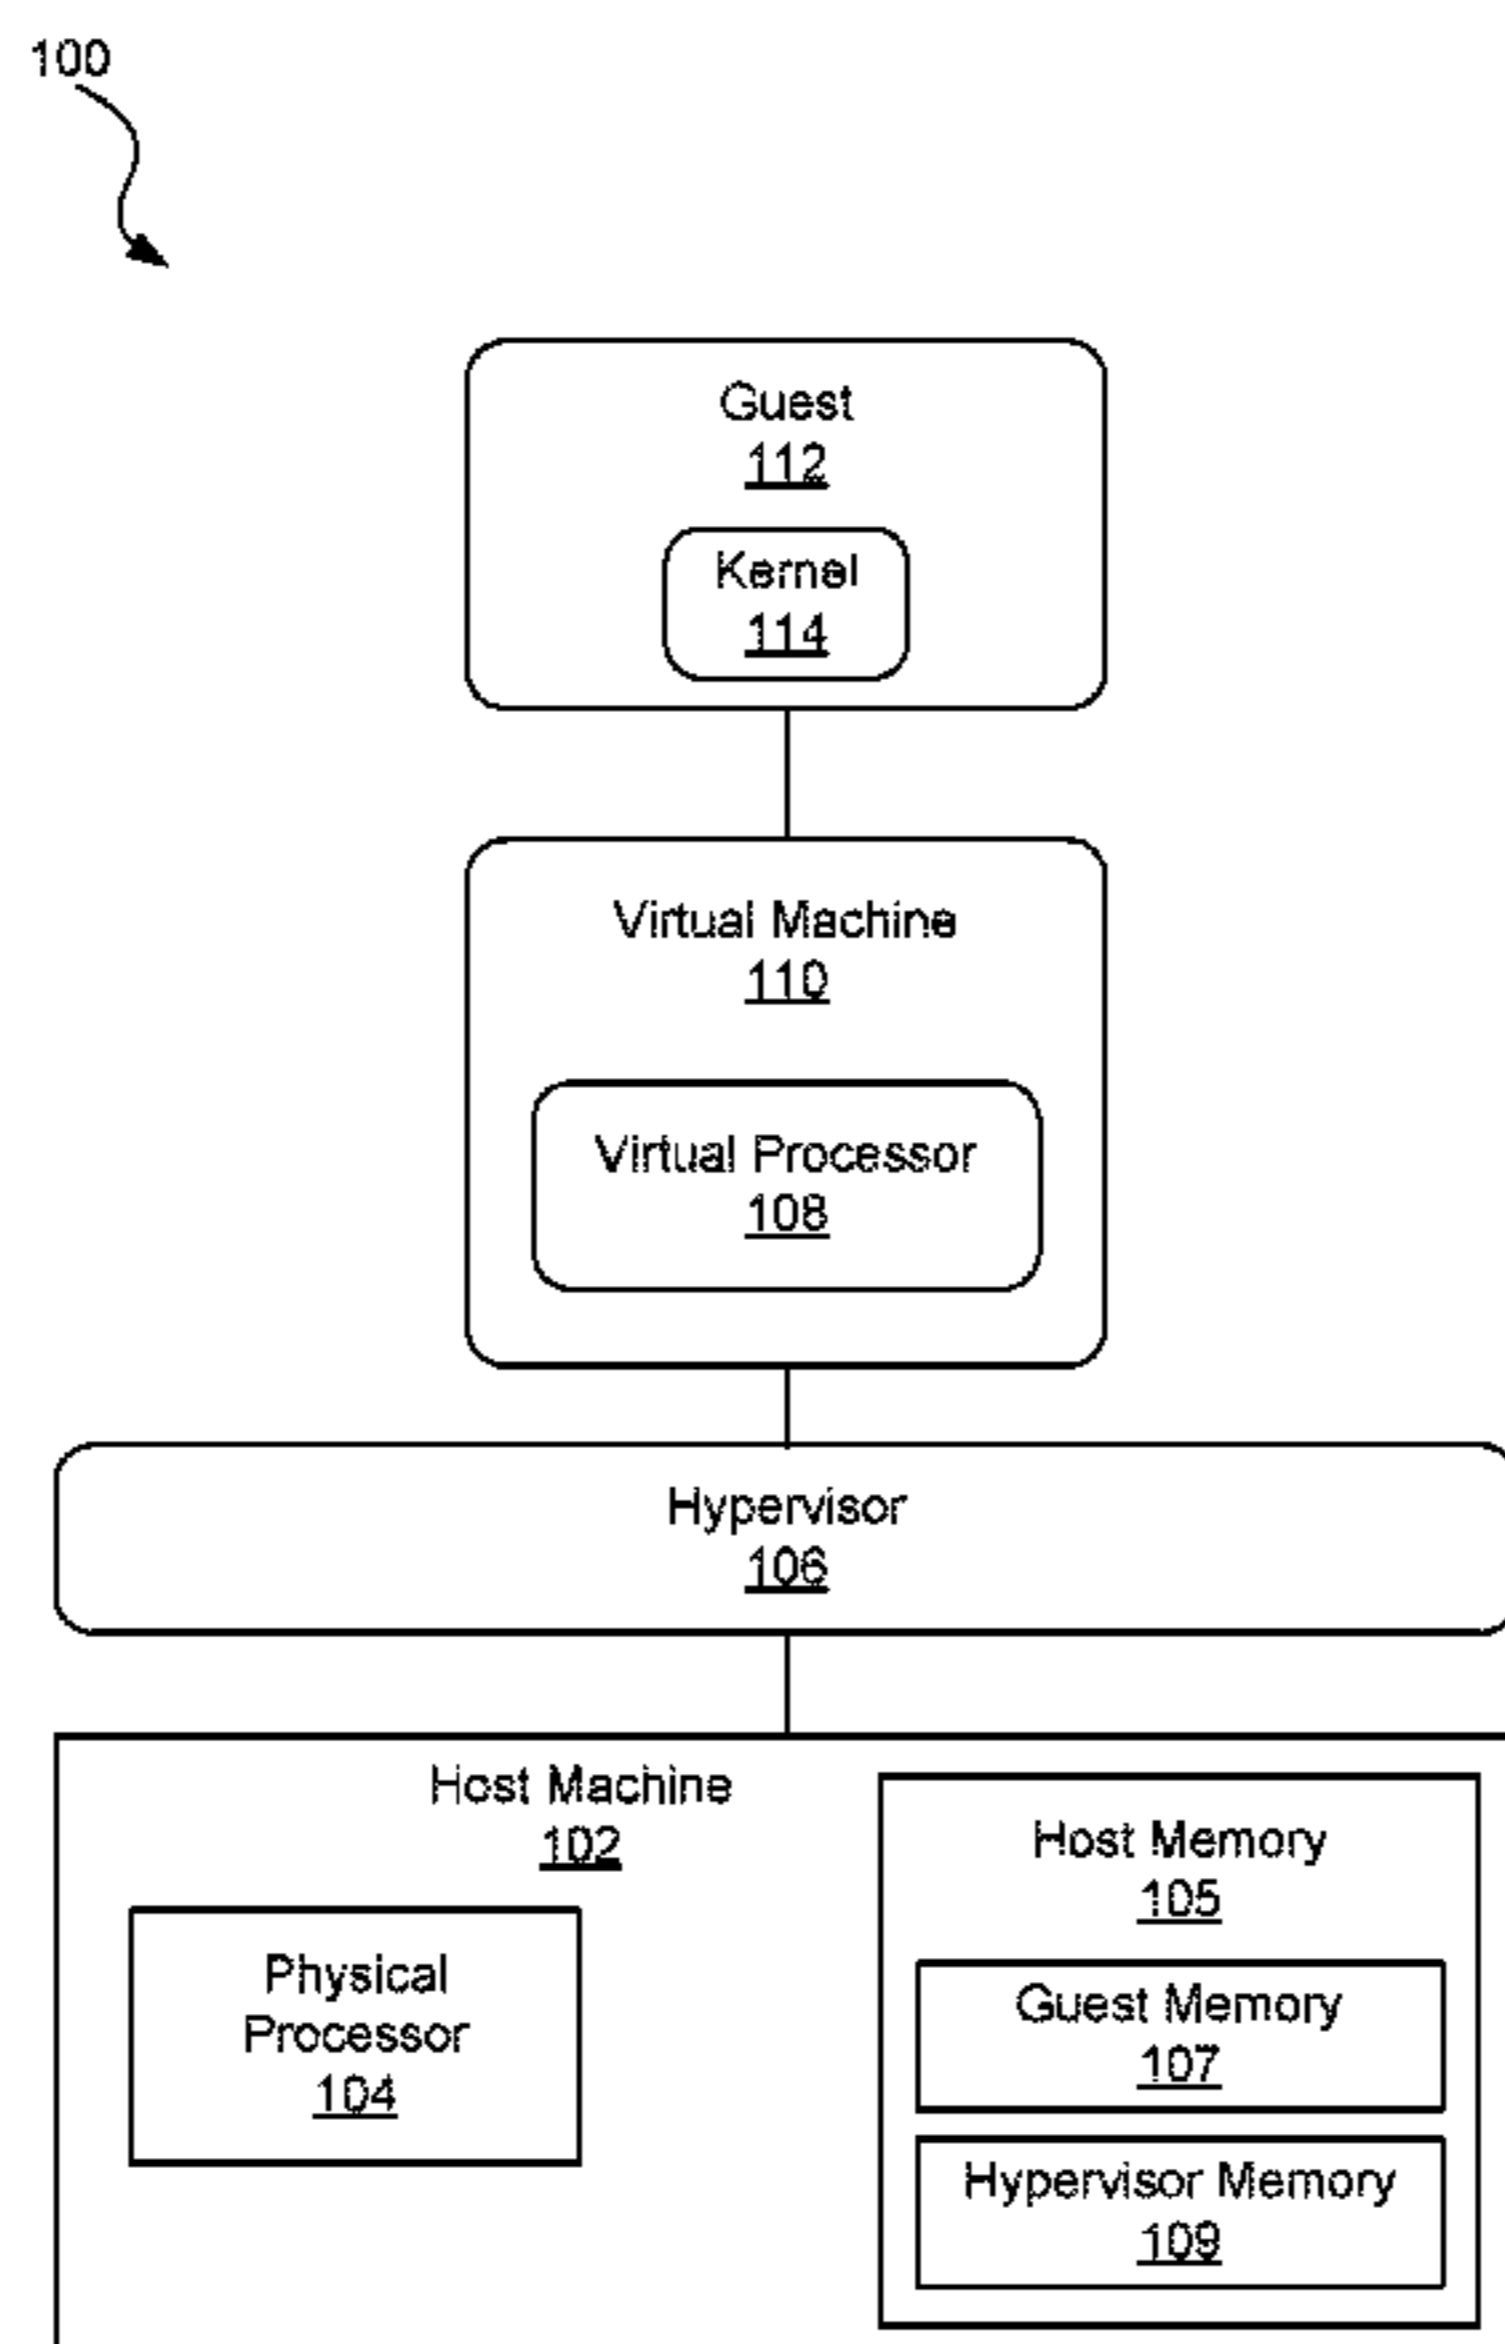 100
Guest
112
Kernel
114
Virtual Machine
110
Virtual Processor
108
Hypervisor
106
Host Machine
102
Physical
Processor
104
Host Memory
105
Guest Memory
107
Hypervisor Memory
109